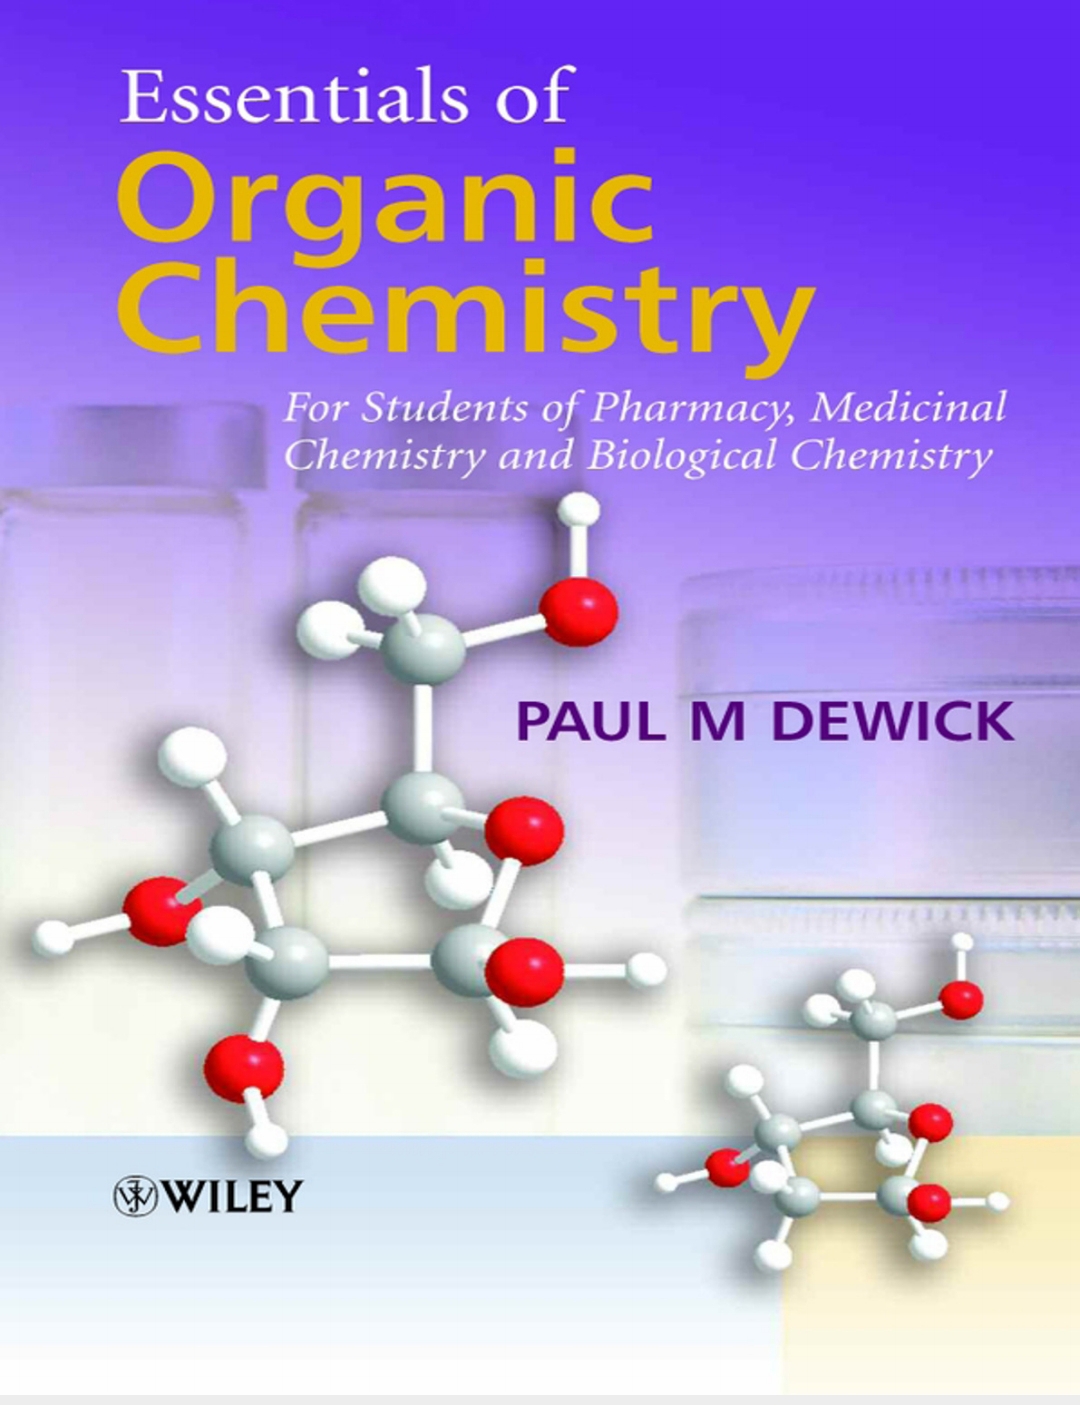 Essentials of
Organic
Chemistry
For Students of Pharmacy, Medicinal
Chemistry and Biological Chemistry
PAUL M DEWICK
WILEY